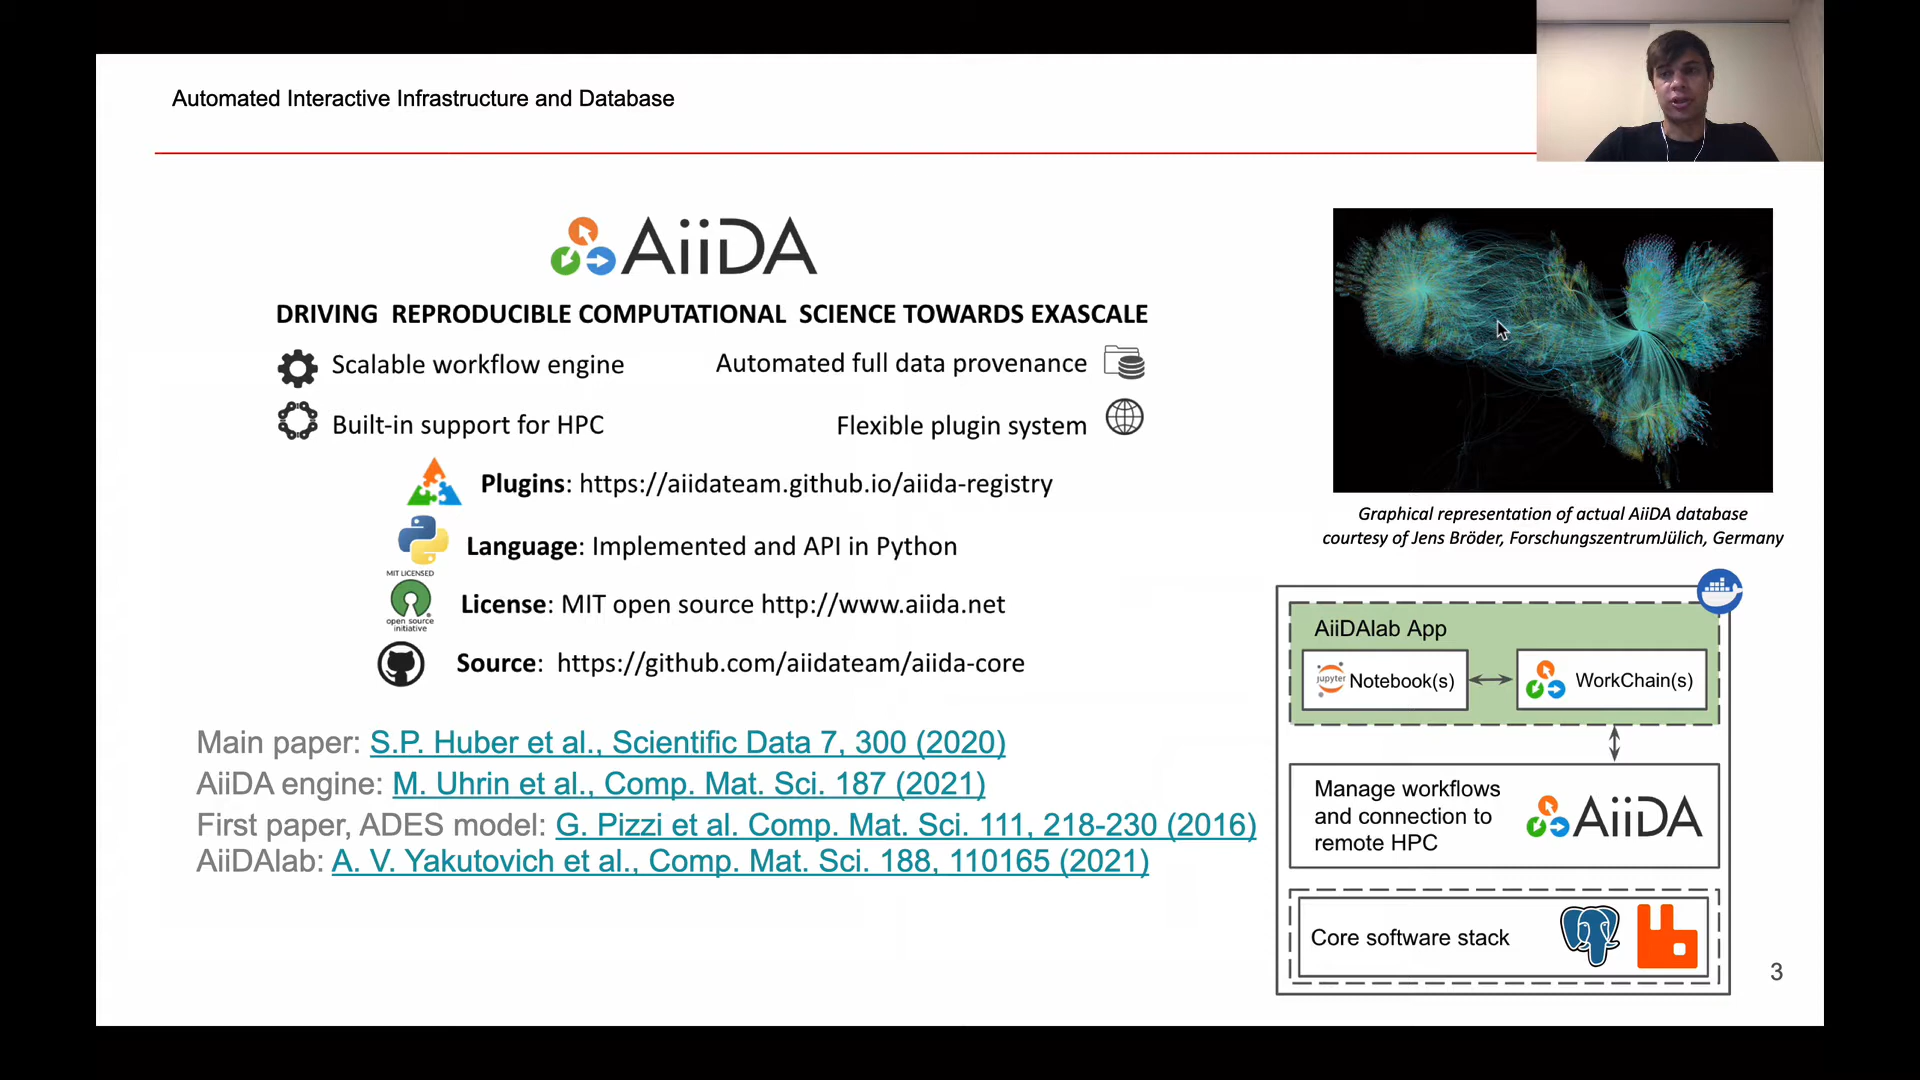 Automated Interactive Infrastructure and Database
AiiDA
DRIVING REPRODUCIBLE COMPUTATIONAL SCIENCE TOWARDS EXASCALE
Scalable workflow engine
Automated full data provenance
Built-in support for HPC
Flexible plugin system
Plugins: https://aiidateam.github.io/aiida-registry
Language: Implemented and API in Python
MIT LICENSED
open source
initiative
License: MIT open source http://www.aiida.net
Source: https://github.com/aiidateam/aiida-core
Main paper: S.P. Huber et al., Scientific Data 7, 300 (2020)
AiiDA engine: M. Uhrin et al., Comp. Mat. Sci. 187 (2021)
First paper, ADES model: G. Pizzi et al. Comp. Mat. Sci. 111, 218-230 (2016)
AiiDAlab: A. V. Yakutovich et al., Comp. Mat. Sci. 188, 110165 (2021)
Graphical representation of actual AiiDA database
courtesy of Jens Bröder, ForschungszentrumJülich, Germany
AiiDAlab App
jupyter Notebook(s)
WorkChain(s)
Manage workflows
and connection to
remote HPC
AiiDA
Core software stack
3